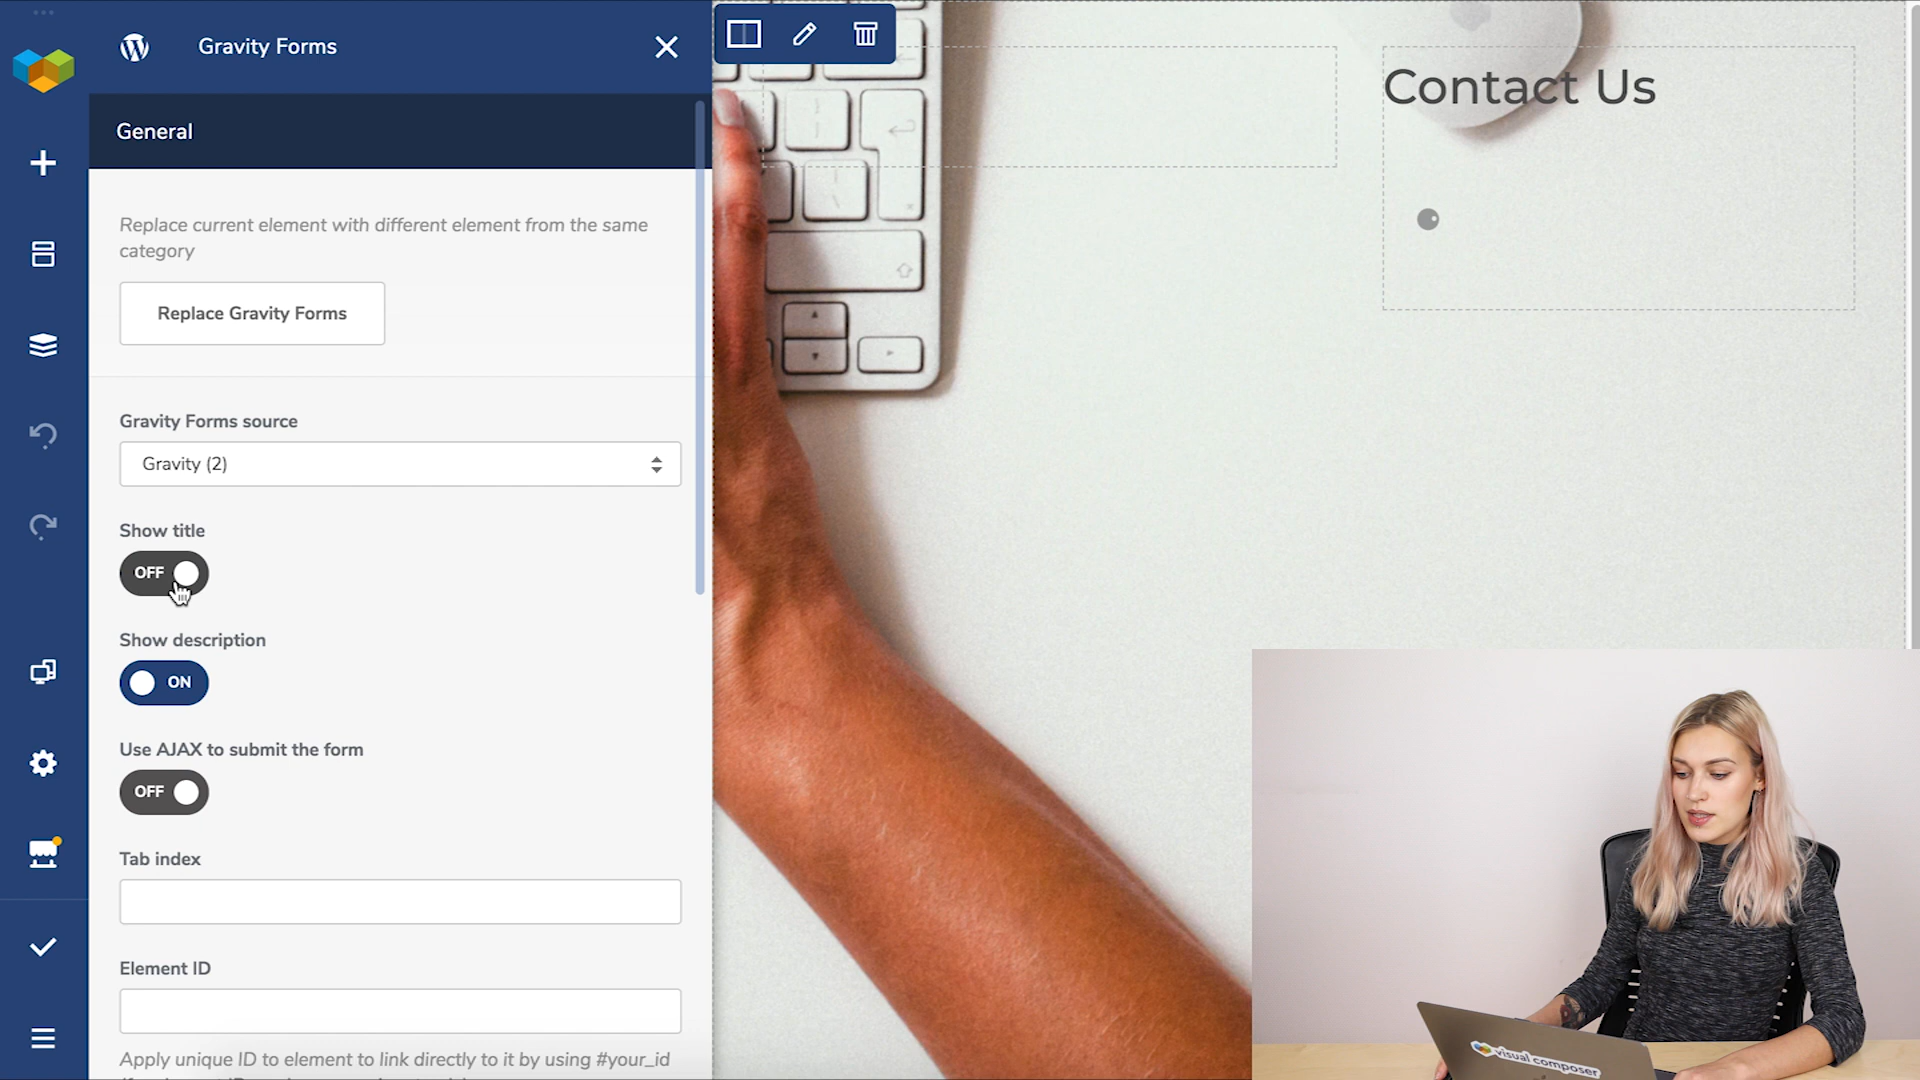 Gravity Forms
General
Replace current element with different element from the same
category
Replace Gravity Forms
Gravity Forms source
Gravity (2)
Show title
OFF
Show description
ON
Use AJAX to submit the form
OFF
Tab index
Element ID
Apply unique ID to element to link directly to it by using #your_id
Contact Us
visual composer